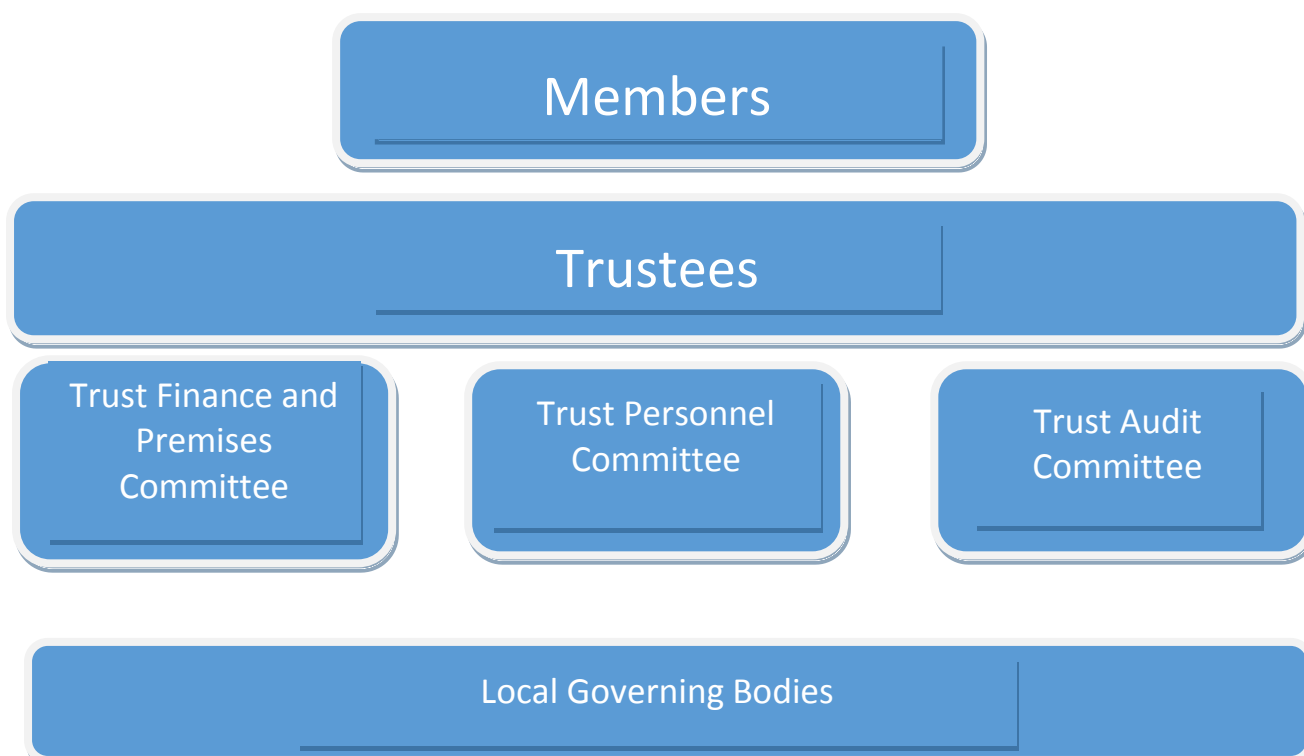 Members
Trustees
Trust Finance and
Premises
Committee
Trust Personnel
Committee
Trust Audit
Committee
Local Governing Bodies